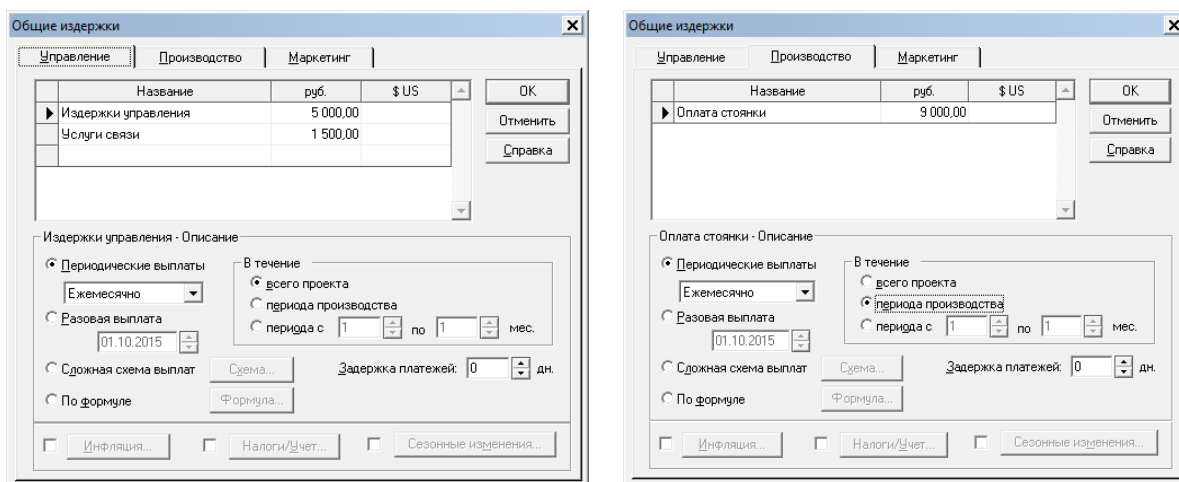 Общие издержки
Управление Производство Маркетинг
Название руб. $ US
Издержки управления 5 000,00
Услуги связи 1 500,00
OK
Отменить
Справка
Издержки управления - Описание
Периодические выплаты
Ежемесячно
Разовая выплата
01.10.2015
Сложная схема выплат Схема...
По формуле Формула...
В течение
всего проекта
периода производства
периода с 1 по 1 мес.
Задержка платежей: 0 дн.
Инфляция... Налоги/Учет... Сезонные изменения...
Общие издержки
Управление Производство Маркетинг
Название руб. $ US
Оплата стоянки 9 000,00
OK
Отменить
Справка
Оплата стоянки - Описание
Периодические выплаты
Ежемесячно
Разовая выплата
01.10.2015
Сложная схема выплат Схема...
По формуле Формула...
В течение
всего проекта
периода производства
периода с 1 по 1 мес.
Задержка платежей: 0 дн.
Инфляция... Налоги/Учет... Сезонные изменения...